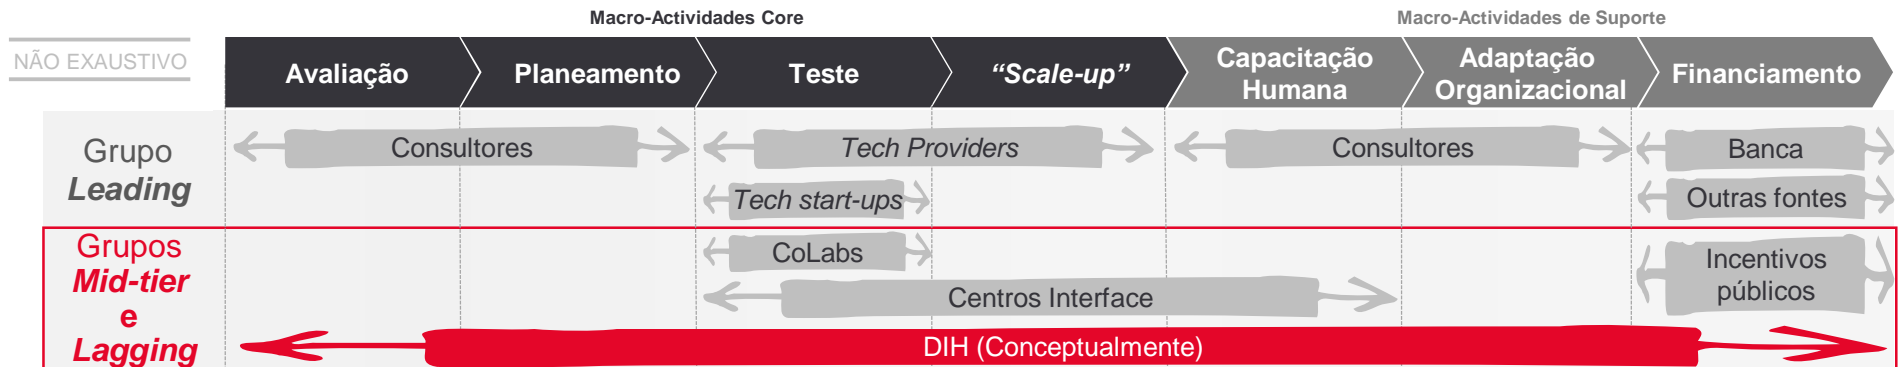 Macro-Actividades Core
Macro-Actividades de Suporte
NÃO EXAUSTIVO
Avaliação
Planeamento
Teste
“Scale-up”
Capacitação
Humana
Adaptação
Organizacional
Financiamento
Grupo
Leading
Consultores
Tech Providers
Consultores
Banca
Tech start-ups
Outras fontes
Grupos
Mid-tier
e
Lagging
CoLabs
Incentivos
públicos
Centros Interface
DIH (Conceptualmente)